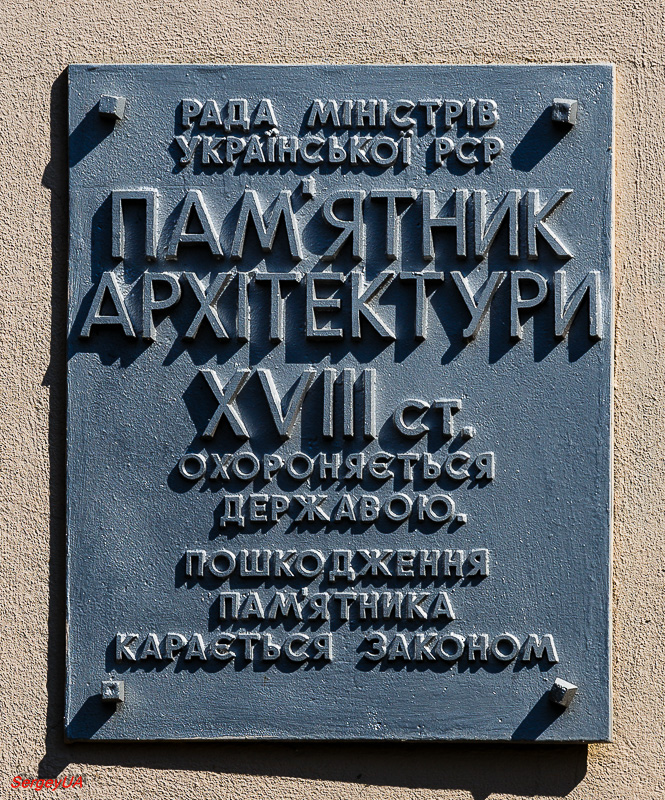 РАДА МІНІСТРІВ
УКРАЇНСЬКОЇ РСР
ПАМ'ЯТНИК
АРХІТЕКТУРИ
XVIII ст.
ОХОРОНЯЄТЬСЯ
ДЕРЖАВОЮ.
ПОШКОДЖЕННЯ
ПАМ'ЯТНИКА
КАРАЄТЬСЯ ЗАКОНОМ
SergeyUA